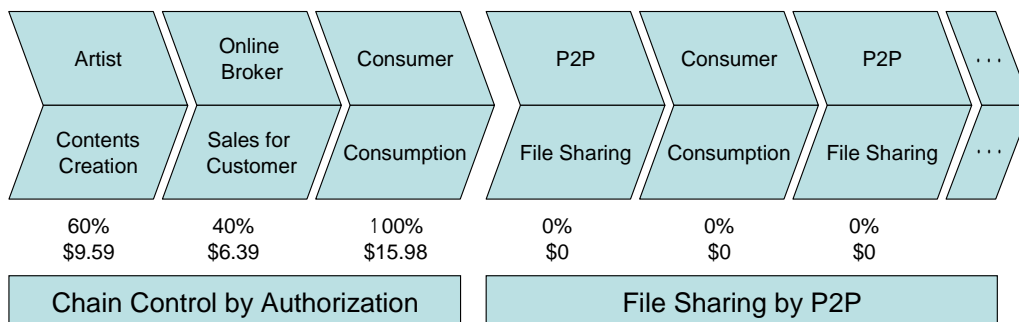 Artist
Online
Broker
Consumer
P2P
Consumer
P2P
...
Contents
Creation
Sales for
Customer
Consumption
File Sharing
Consumption
File Sharing
...
60%
40%
100%
0%
0%
0%
$9.59
$6.39
$15.98
$0
$0
$0
Chain Control by Authorization
File Sharing by P2P